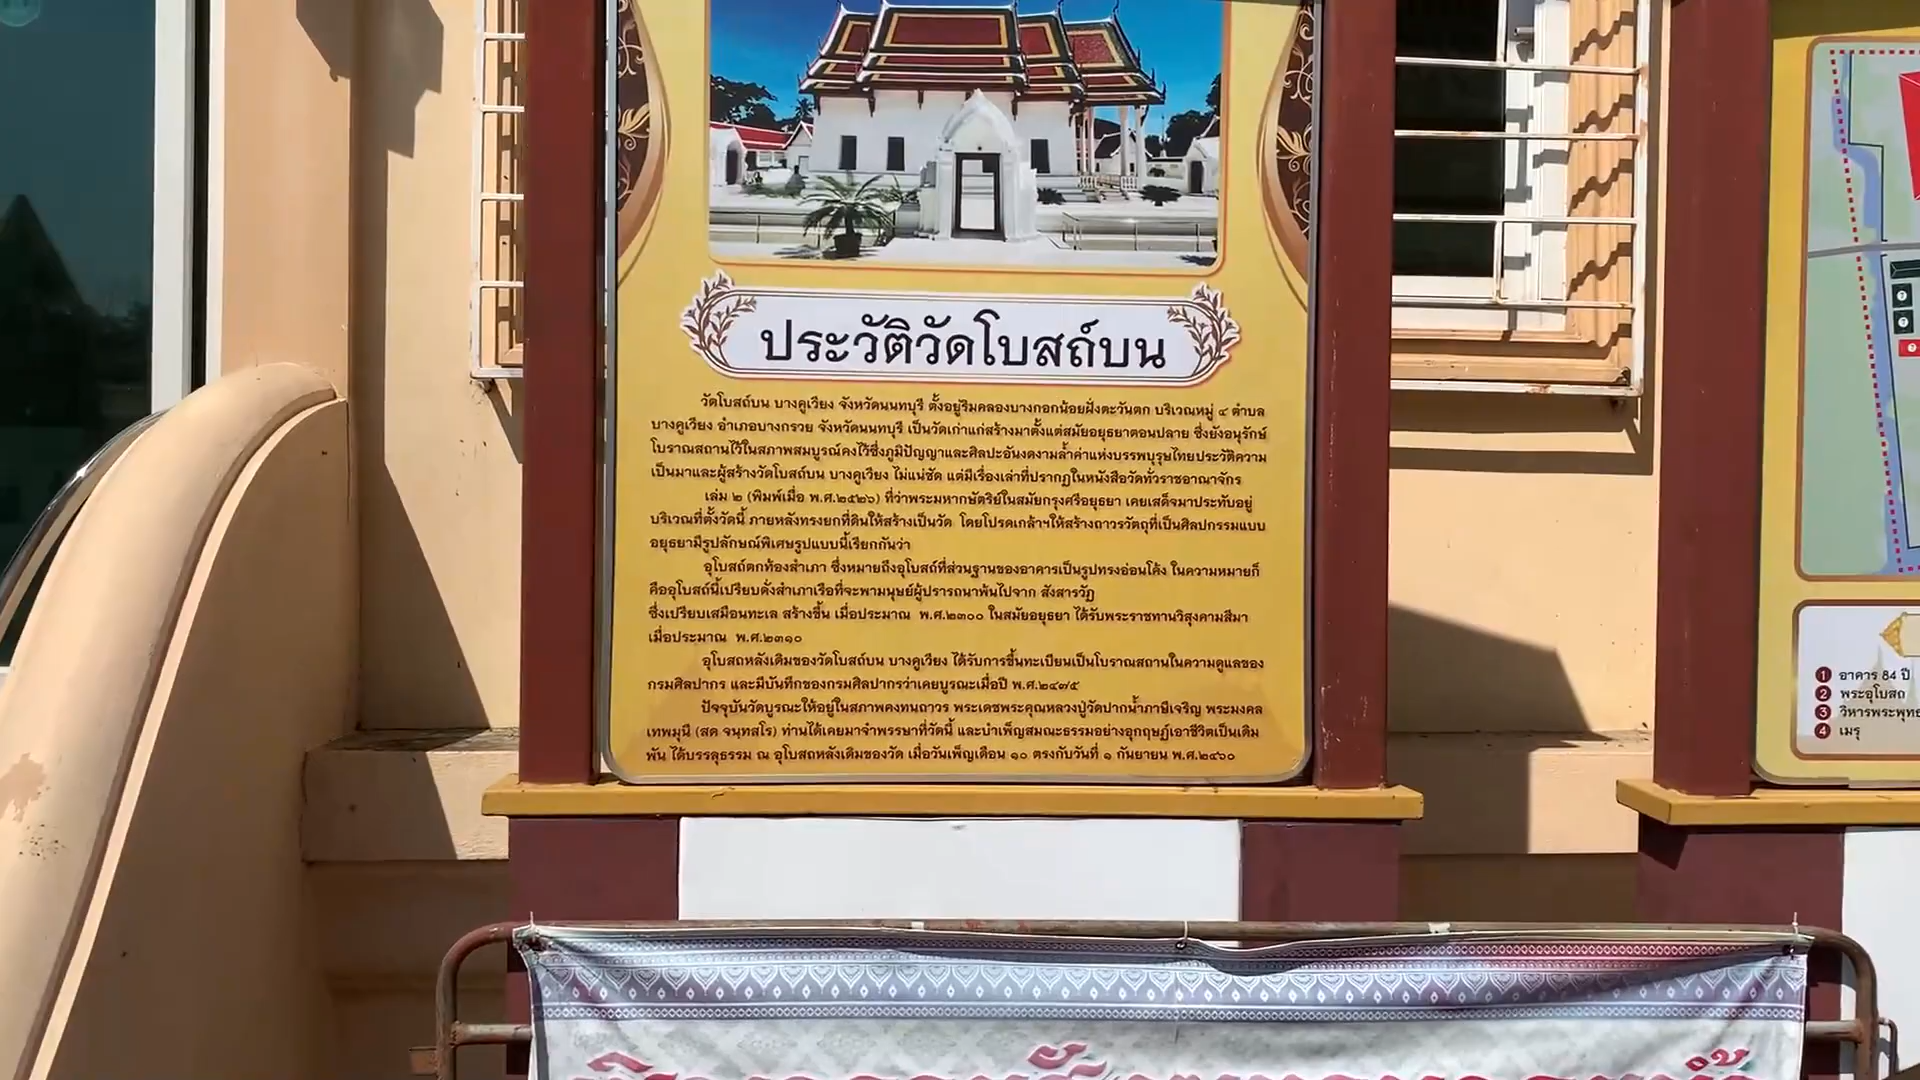 ประวัติวัดโบสถ์บน
วัดโบสถ์บน บางคูเวียง จังหวัดนนทบุรี ตั้งอยู่ริมคลองบางกอกน้อยฝั่งตะวันตก บริเวณหมู่ ๔ ตำบล
บางคูเวียง อำเภอบางกรวย จังหวัดนนทบุรี เป็นวัดเก่าแก่สร้างมาตั้งแต่สมัยอยุธยาตอนปลาย ซึ่งยังอนุรักษ์
โบราณสถานไว้ในสภาพสมบูรณ์คงไว้ซึ่งภูมิปัญญาและศิลปะอันงดงามล้ำค่าแห่งบรรพบุรุษไทยประวัติความ
เป็นมาและผู้สร้างวัดโบสถ์บน บางคูเวียง ไม่แน่ชัด แต่มีเรื่องเล่าที่ปรากฏในหนังสือวัดทั่วราชอาณาจักร
เล่ม ๒ (พิมพ์เมื่อ พ.ศ.๒๕๒๖) ที่ว่าพระมหากษัตริย์ในสมัยกรุงศรีอยุธยา เคยเสด็จมาประทับอยู่
บริเวณที่ตั้งวัดนี้ ภายหลังทรงยกที่ดินให้สร้างเป็นวัด โดยโปรดเกล้าฯให้สร้างถาวรวัตถุที่เป็นศิลปกรรมแบบ
อยุธยามีรูปลักษณ์พิเศษรูปแบบนี้เรียกกันว่า
อุโบสถ์ตกท้องสำเภา ซึ่งหมายถึงอุโบสถ์ที่ส่วนฐานของอาคารเป็นรูปทรงอ่อนโค้ง ในความหมายก็
คืออุโบสถ์นี้เปรียบดั่งสำเภาเรือที่จะพามนุษย์ผู้ปรารถนาพ้นไปจาก สังสารวัฏ
ซึ่งเปรียบเสมือนทะเล สร้างขึ้น เมื่อประมาณ พ.ศ.๒๓๐๐ ในสมัยอยุธยา ได้รับพระราชทานวิสุงคามสีมา
เมื่อประมาณ พ.ศ.๒๓๑๐
อุโบสถหลังเดิมของวัดโบสถ์บน บางคูเวียง ได้รับการขึ้นทะเบียนเป็นโบราณสถานในความดูแลของ
กรมศิลปากร และมีบันทึกของกรมศิลปากรว่าเคยบูรณะเมื่อปี พ.ศ.๒๔๗๕
ปัจจุบันวัดบูรณะให้อยู่ในสภาพคงทนถาวร พระเดชพระคุณหลวงปู่วัดปากน้ำภาษีเจริญ พระมงคล
เทพมุนี (สด จนฺทสโร) ท่านได้เคยมาจำพรรษาที่วัดนี้ และบำเพ็ญสมณะธรรมอย่างอุกฤษฏ์เอาชีวิตเป็นเดิม
พัน ได้บรรลุธรรม ณ อุโบสถหลังเดิมของวัด เมื่อวันเพ็ญเดือน ๑๐ ตรงกับวันที่ ๑ กันยายน พ.ศ.๒๔๖๐
1 อาคาร 84 ปี
2 พระอุโบสถ
3 วิหารพระพุทธ
4 เมรุ